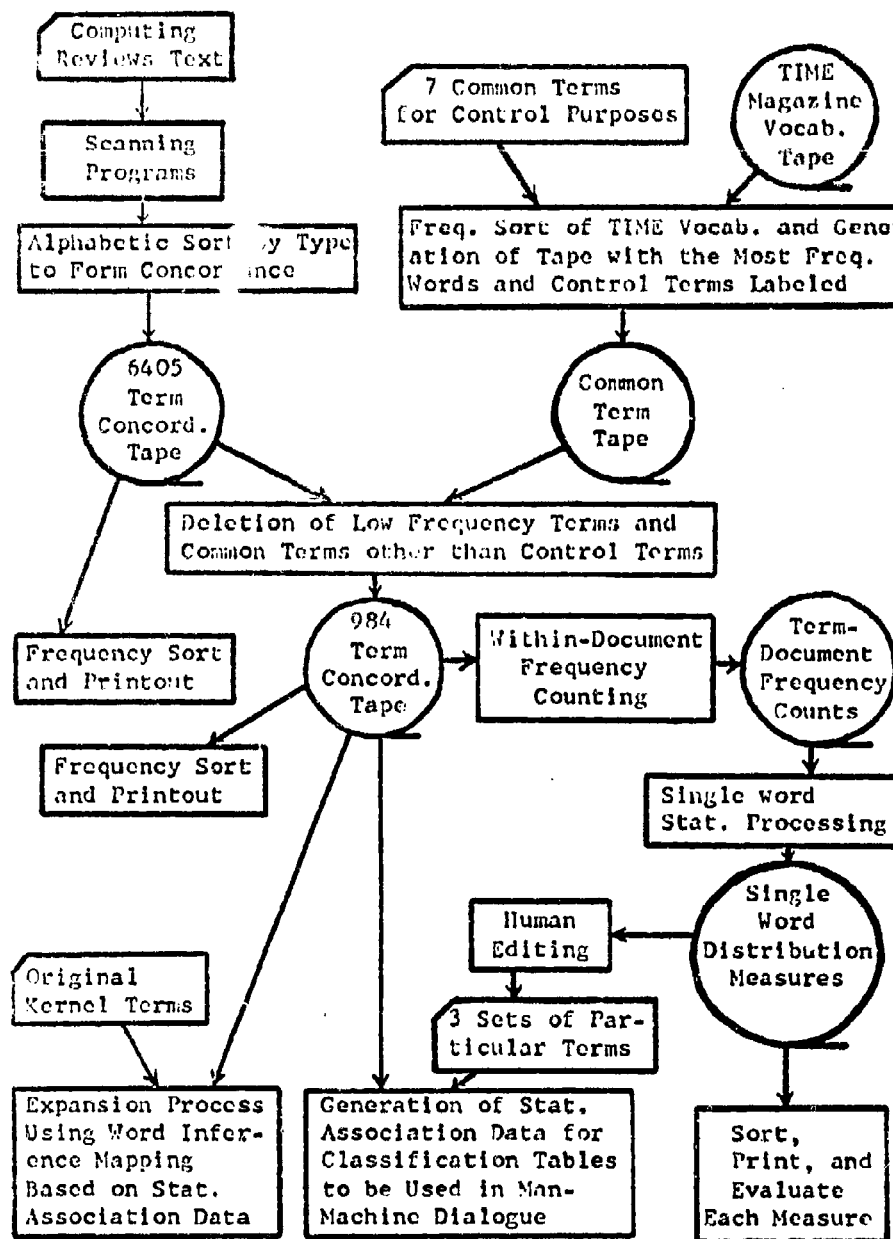 Computing
Reviews Text
Scanning
Programs
Alphabetic Sort by Type
to Form Concordance
7 Common Terms
for Control Purposes
TIME
Magazine
Vocab.
Tape
Freq. Sort of TIME Vocab. and Gener-
ation of Tape with the Most Freq.
Words and Control Terms Labeled
6405
Term
Concord.
Tape
Common
Term
Tape
Deletion of Low Frequency Terms and
Common Terms other than Control Terms
Frequency Sort
and Printout
984
Term
Concord.
Tape
Within-Document
Frequency
Counting
Term-
Document
Frequency
Counts
Frequency Sort
and Printout
Single word
Stat. Processing
Single
Word
Distribution
Measures
Human
Editing
3 Sets of Par-
ticular Terms
Original
Kernel Terms
Expansion Process
Using Word Infer-
ence Mapping
Based on Stat.
Association Data
Generation of Stat.
Association Data for
Classification Tables
to be Used in Man-
Machine Dialogue
Sort,
Print, and
Evaluate
Each Measure